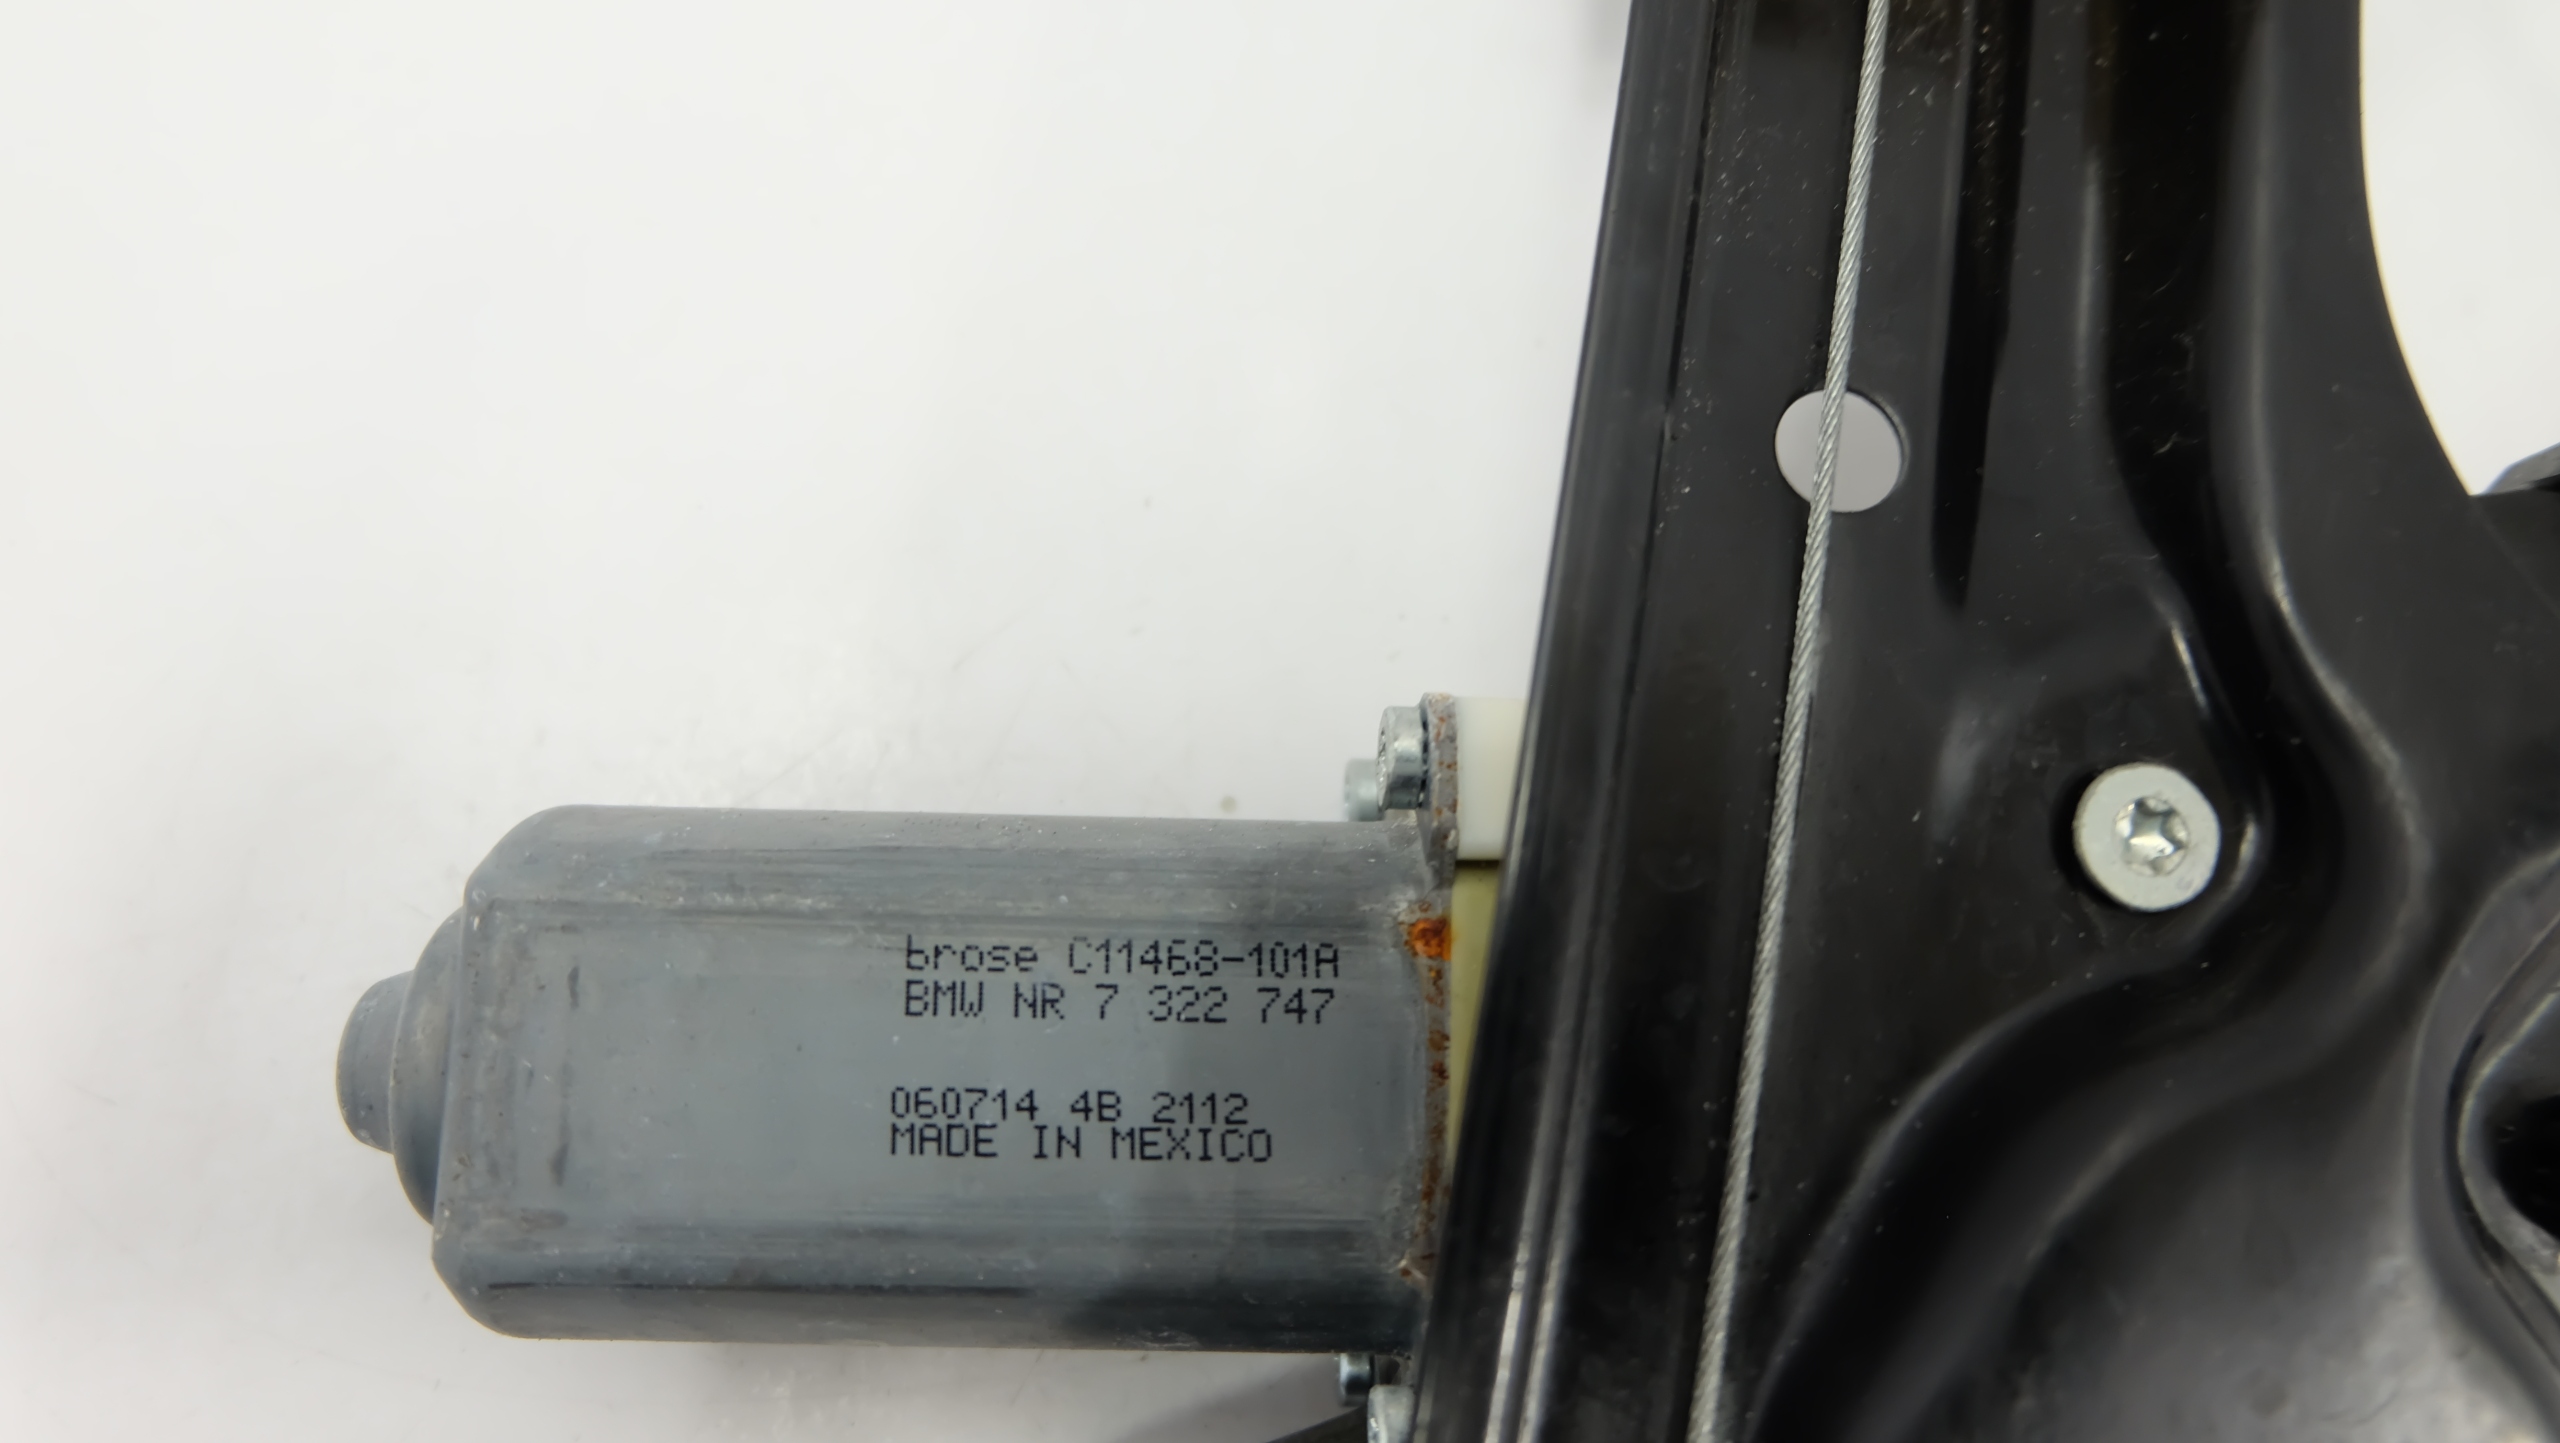 brose C11468-101A
BMW NR 7 322 747
060714 4B 2112
MADE IN MEXICO